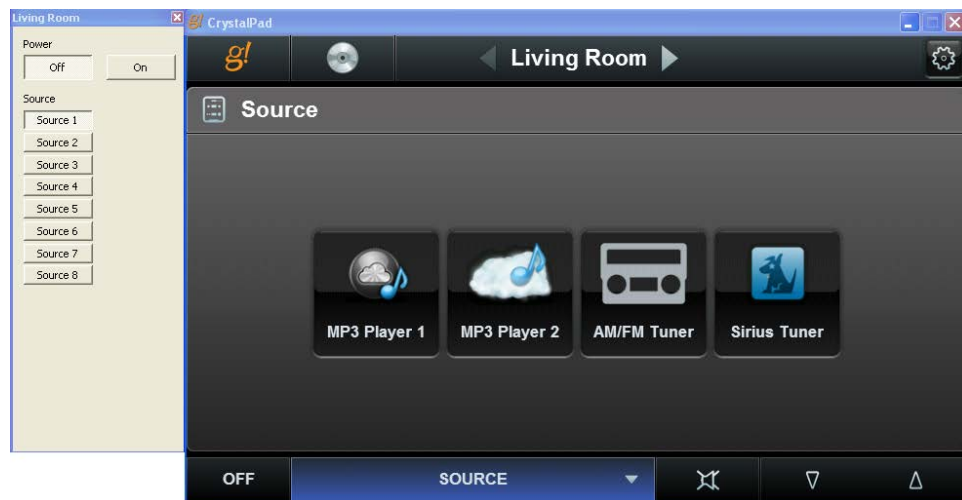 Living Room
Power
Off
On
Source
Source 1
Source 2
Source 3
Source 4
Source 5
Source 6
Source 7
Source 8
g! CrystalPad
g!
Living Room
Source
MP3 Player 1
MP3 Player 2
AM/FM Tuner
Sirius Tuner
OFF
SOURCE